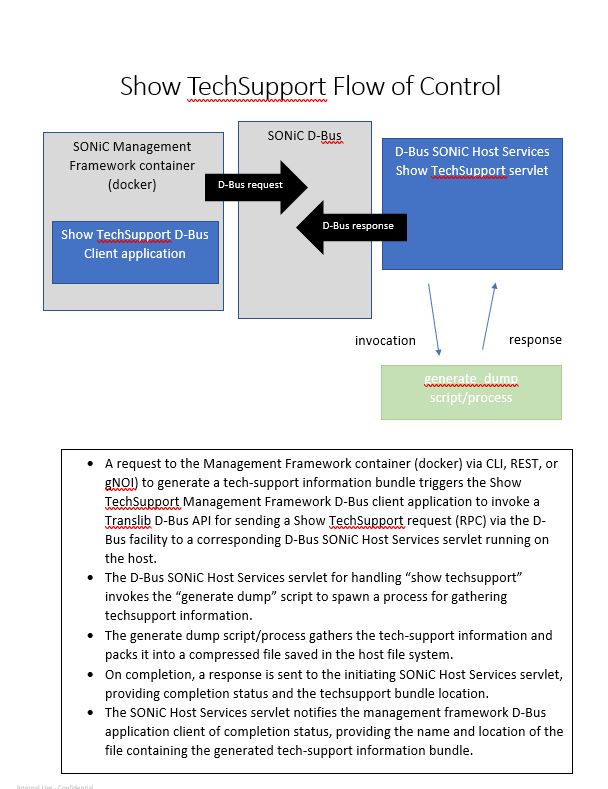 Show TechSupport Flow of Control
SONiC Management
Framework container
(docker)
Show TechSupport D-Bus
Client application
SONiC D-Bus
D-Bus request
D-Bus response
D-Bus SONiC Host Services
Show TechSupport servlet
invocation
response
generate_dump
script/process
• A request to the Management Framework container (docker) via CLI, REST, or
gNOI) to generate a tech-support information bundle triggers the Show
TechSupport Management Framework D-Bus client application to invoke a
Translib D-Bus API for sending a Show TechSupport request (RPC) via the D-
Bus facility to a corresponding D-Bus SONiC Host Services servlet running on
the host.
• The D-Bus SONiC Host Services servlet for handling “show techsupport”
invokes the “generate dump” script to spawn a process for gathering
techsupport information.
• The generate dump script/process gathers the tech-support information and
packs it into a compressed file saved in the host file system.
• On completion, a response is sent to the initiating SONiC Host Services servlet,
providing completion status and the techsupport bundle location.
• The SONiC Host Services servlet notifies the management framework D-Bus
application client of completion status, providing the name and location of the
file containing the generated tech-support information bundle.
Internal Use - Confidential